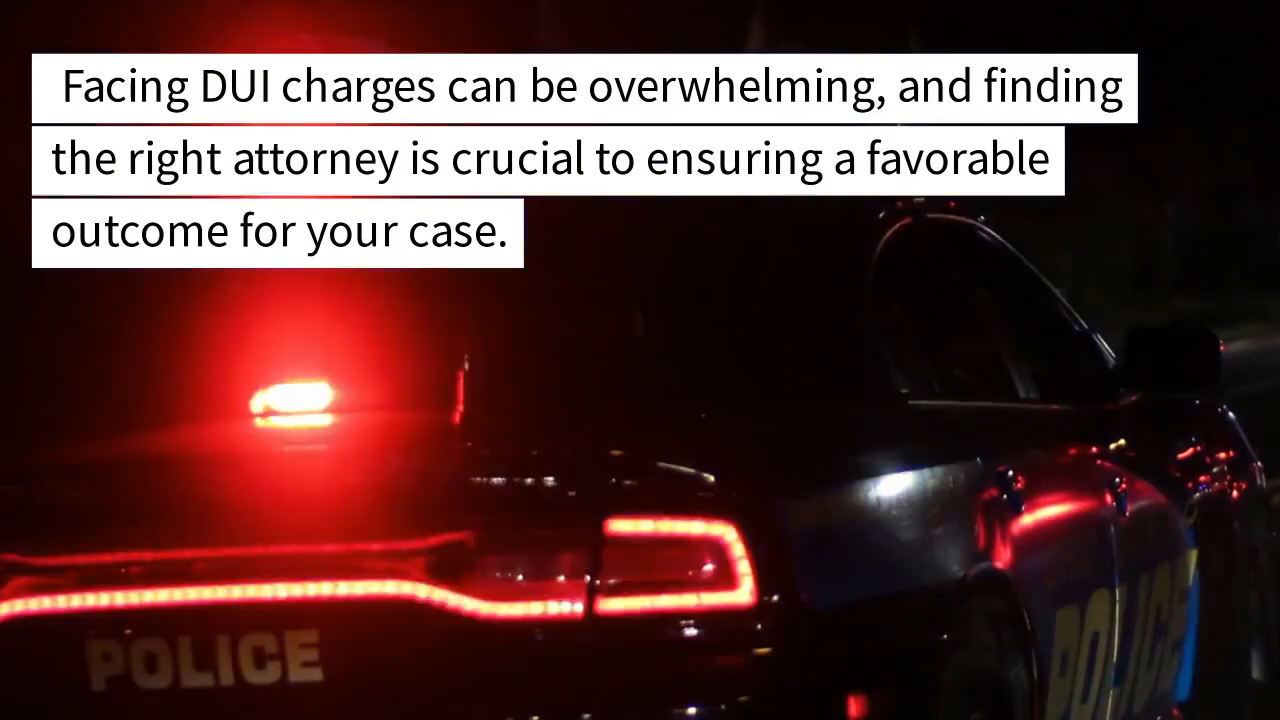 Facing DUI charges can be overwhelming, and finding
the right attorney is crucial to ensuring a favorable
outcome for your case.
POLICE
POLICE